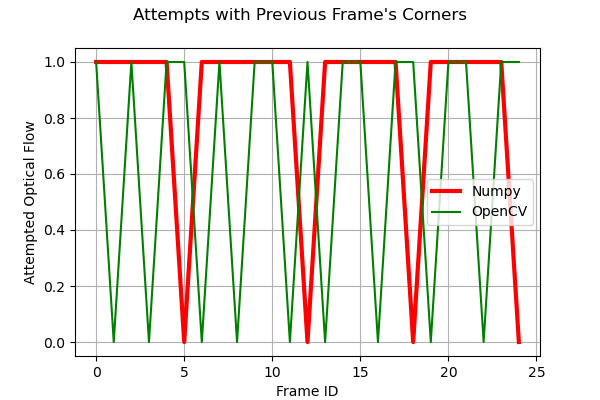 Attempts with Previous Frame's Corners
1.0
0.8
0.6
0.4
0.2
0.0
Attempted Optical Flow
Numpy
OpenCV
0 5 10 15 20 25
Frame ID